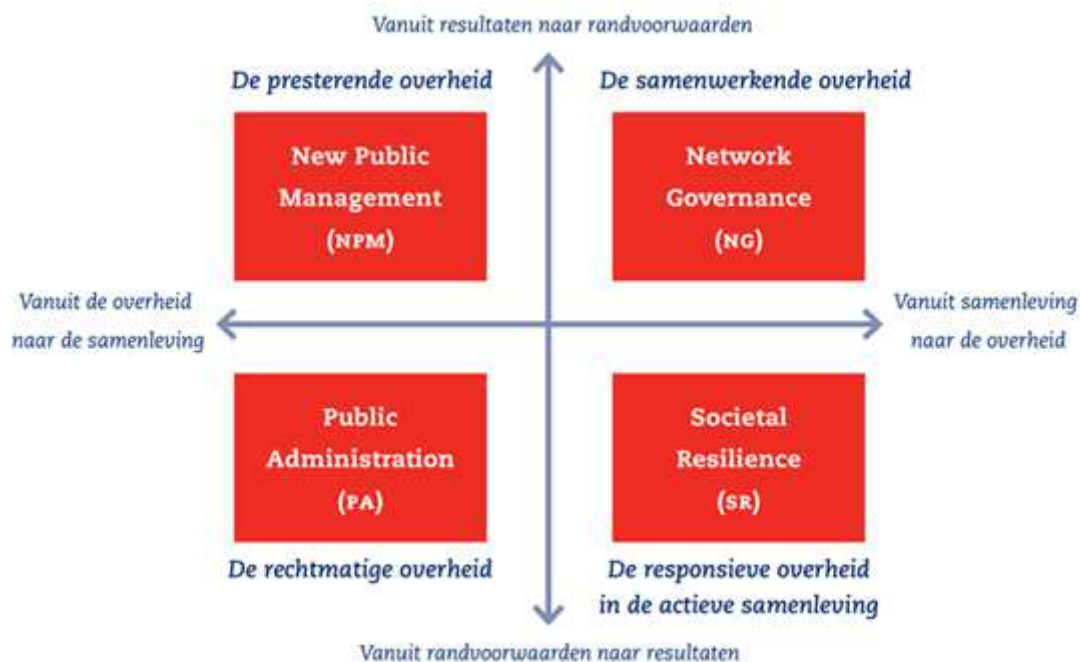 Vanuit resultaten naar randvoorwaarden
De presterende overheid
De samenwerkende overheid
New Public
Management
(NPM)
Network
Governance
(NG)
Vanuit de overheid
naar de samenleving
Vanuit samenleving
naar de overheid
Public
Administration
(PA)
Societal
Resilience
(SR)
De rechtmatige overheid
De responsieve overheid
in de actieve samenleving
Vanuit randvoorwaarden naar resultaten